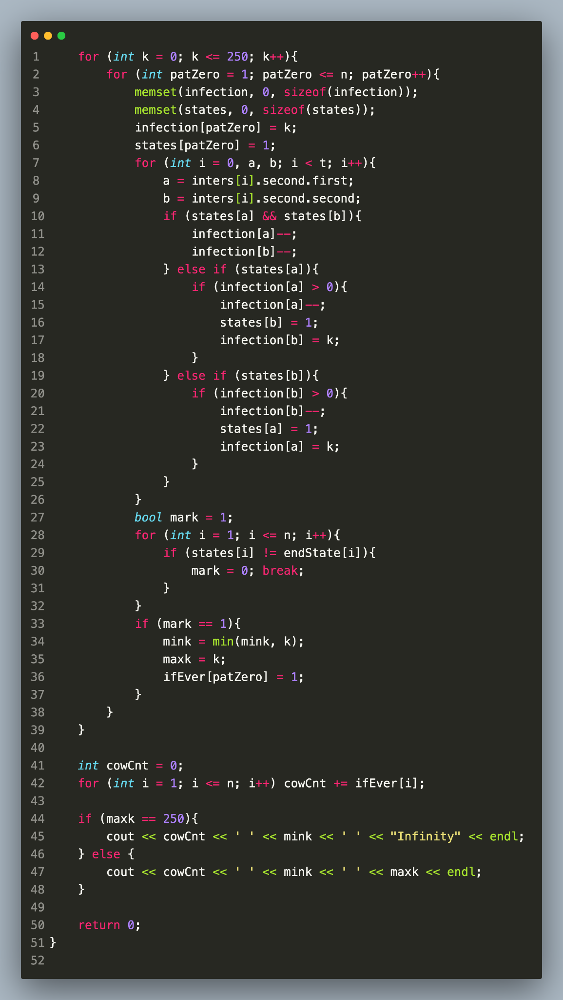 1    for (int k = 0; k <= 250; k++){
2        for (int patZero = 1; patZero <= n; patZero++){
3            memset(infection, 0, sizeof(infection));
4            memset(states, 0, sizeof(states));
5            infection[patZero] = k;
6            states[patZero] = 1;
7            for (int i = 0, a, b; i < t; i++){
8                a = inters[i].second.first;
9                b = inters[i].second.second;
10                if (states[a] && states[b]){
11                    infection[a]--;
12                    infection[b]--;
13                } else if (states[a]){
14                    if (infection[a] > 0){
15                        infection[a]--;
16                        states[b] = 1;
17                        infection[b] = k;
18                    }
19                } else if (states[b]){
20                    if (infection[b] > 0){
21                        infection[b]--;
22                        states[a] = 1;
23                        infection[a] = k;
24                    }
25                }
26            }
27            bool mark = 1;
28            for (int i = 1; i <= n; i++){
29                if (states[i] != endState[i]){
30                    mark = 0; break;
31                }
32            }
33            if (mark == 1){
34                mink = min(mink, k);
35                maxk = k;
36                ifEver[patZero] = 1;
37            }
38        }
39    }
40
41    int cowCnt = 0;
42    for (int i = 1; i <= n; i++) cowCnt += ifEver[i];
43
44    if (maxk == 250){
45        cout << cowCnt << ' ' << mink << ' ' << "Infinity" << endl;
46    } else {
47        cout << cowCnt << ' ' << mink << ' ' << maxk << endl;
48    }
49
50    return 0;
51}
52